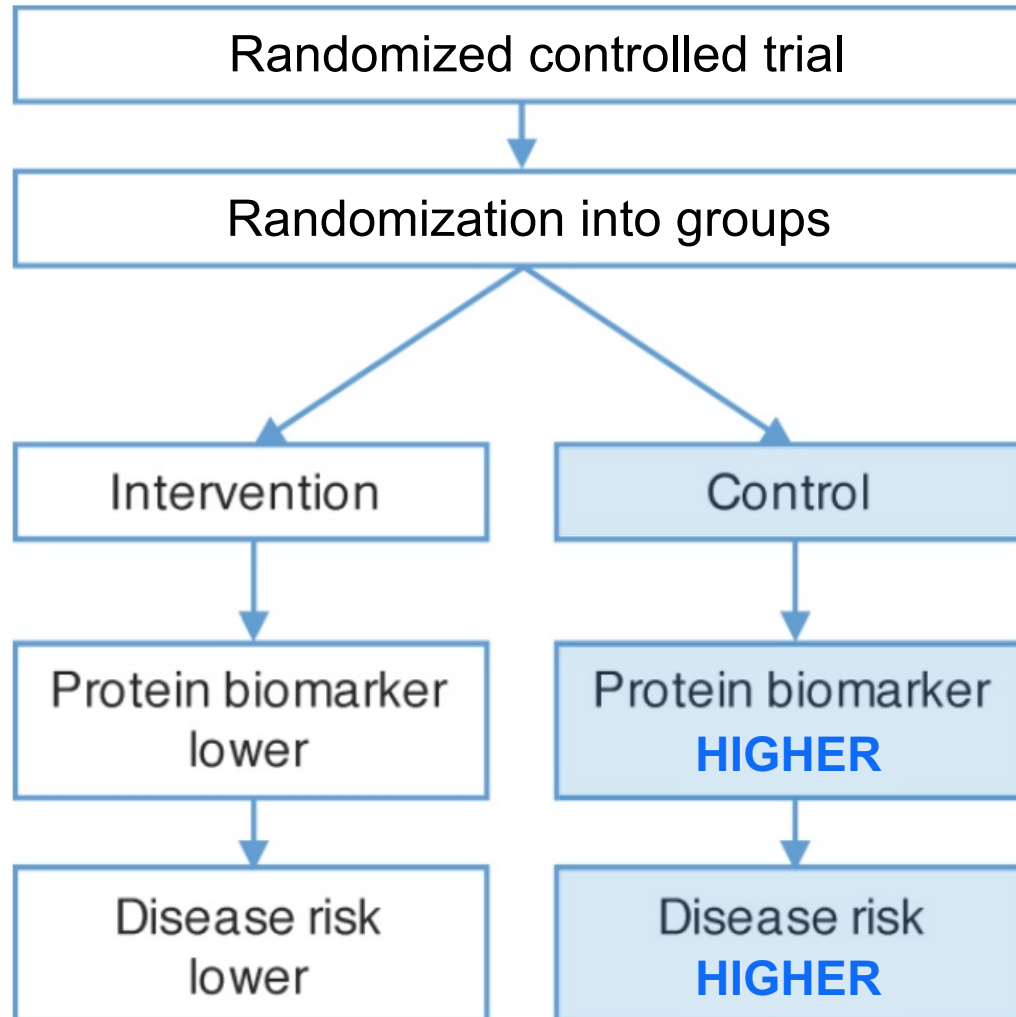 Randomized controlled trial
Randomization into groups
Intervention
Control
Protein biomarker
lower
Protein biomarker
HIGHER
Disease risk
lower
Disease risk
HIGHER